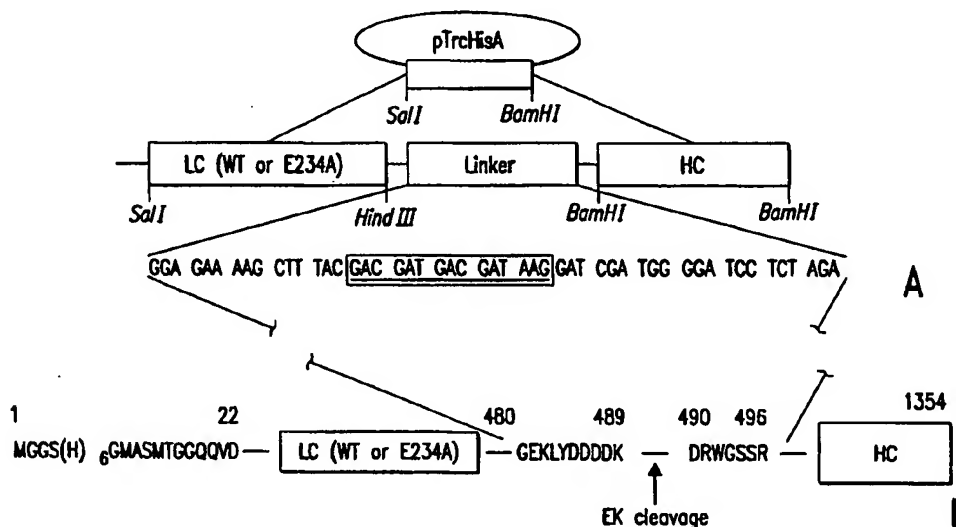 pTrcHisA
SalI BamHI
LC (WT or E234A) Linker HC
SalI Hind III BamHI BamHI
GGA GAA AAG CTT TAC GAC GAT GAC GAT AAG GAT CGA TGG GGA TCC TCT AGA
A
1 22 480 489 490 496 1354
MGGS(H) 6GMASMTGGQQVD LC (WT or E234A) GEKLYDDDDK DRWGSSR HC
EK cleavage